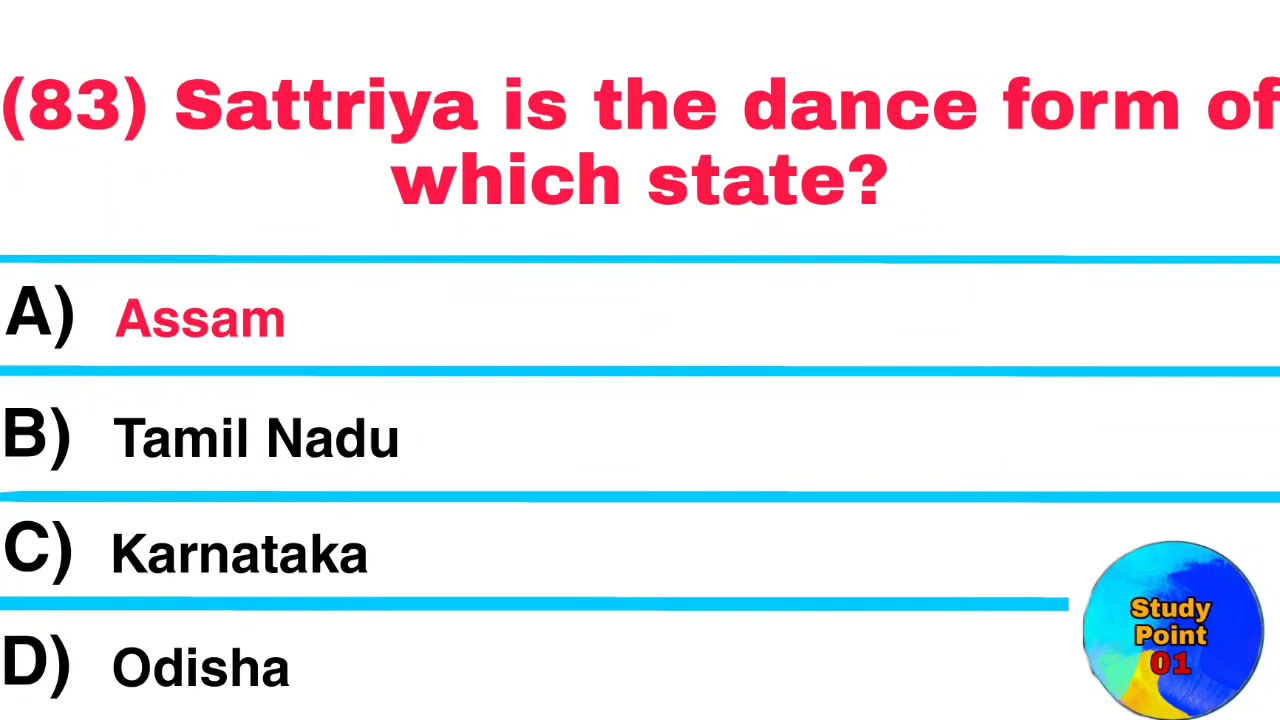 (83) Sattriya is the dance form of
which state?
A) Assam
B) Tamil Nadu
C) Karnataka
D) Odisha
Study
Point
01